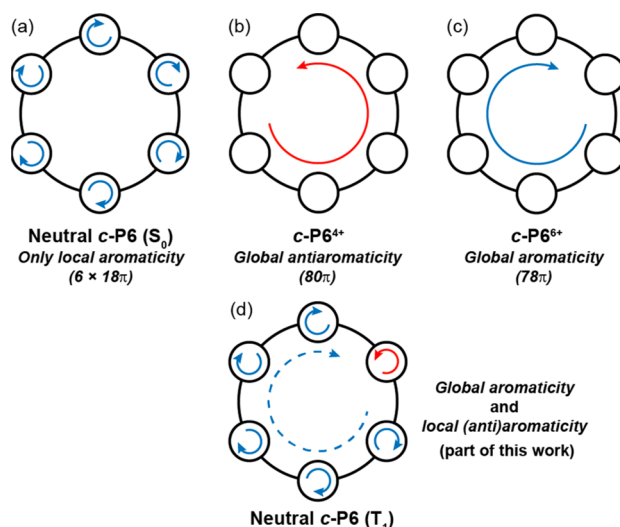 (a)
(b)
(c)
Neutral c-P6 (S₀)
Only local aromaticity
(6 × 18π)
c-P6⁴⁺
Global antiaromaticity
(80π)
c-P6⁶⁺
Global aromaticity
(78π)
(d)
Global aromaticity
and
local (anti)aromaticity
(part of this work)
Neutral c-P6 (T₁)